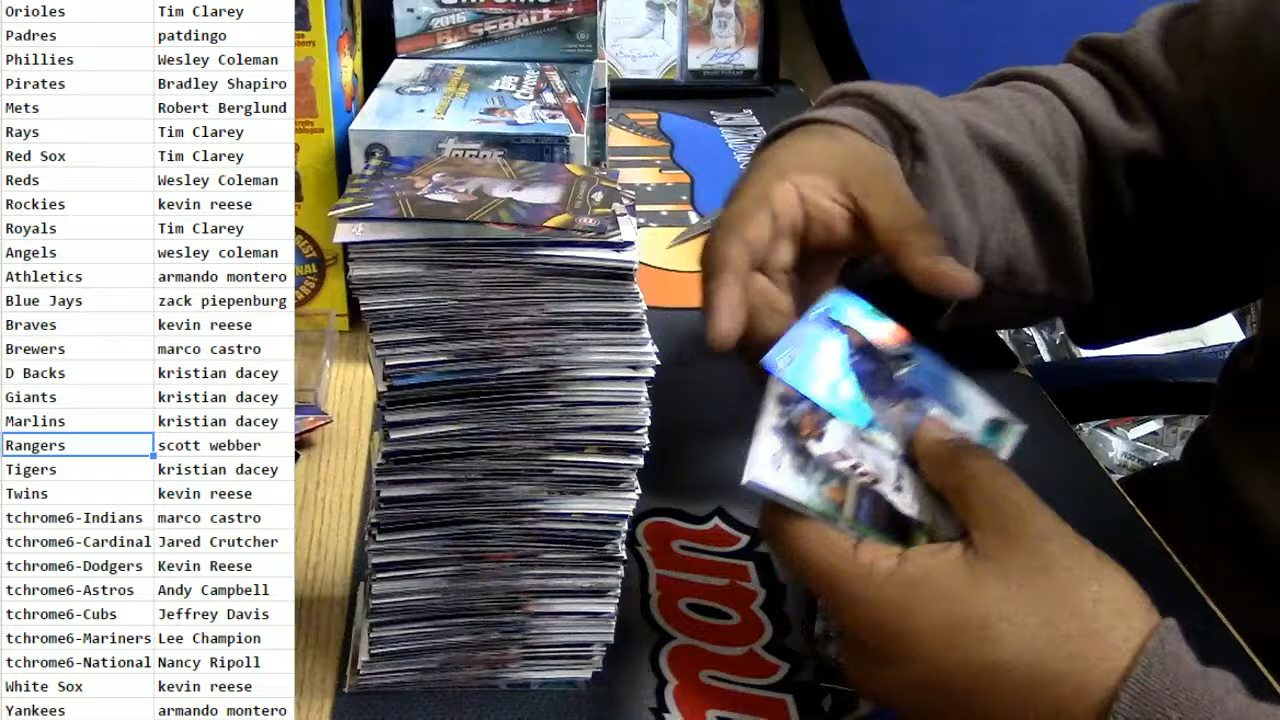 Orioles Tim Clarey
Padres patdingo
Phillies Wesley Coleman
Pirates Bradley Shapiro
Mets Robert Berglund
Rays Tim Clarey
Red Sox Tim Clarey
Reds Wesley Coleman
Rockies kevin reese
Royals Tim Clarey
Angels wesley coleman
Athletics armando montero
Blue Jays zack piepenburg
Braves kevin reese
Brewers marco castro
D Backs kristian dacey
Giants kristian dacey
Marlins kristian dacey
Rangers scott webber
Tigers kristian dacey
Twins kevin reese
tchrome6-Indians marco castro
tchrome6-Cardinal Jared Crutcher
tchrome6-Dodgers Kevin Reese
tchrome6-Astros Andy Campbell
tchrome6-Cubs Jeffrey Davis
tchrome6-Mariners Lee Champion
tchrome6-National Nancy Ripoll
White Sox kevin reese
Yankees armando montero
2016
BASEBALL
Topps
Chrome
topps